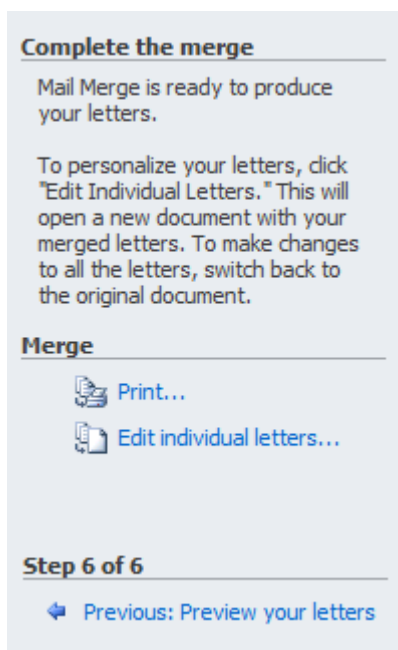 Complete the merge
Mail Merge is ready to produce
your letters.
To personalize your letters, click
"Edit Individual Letters." This will
open a new document with your
merged letters. To make changes
to all the letters, switch back to
the original document.
Merge
Print...
Edit individual letters...
Step 6 of 6
Previous: Preview your letters